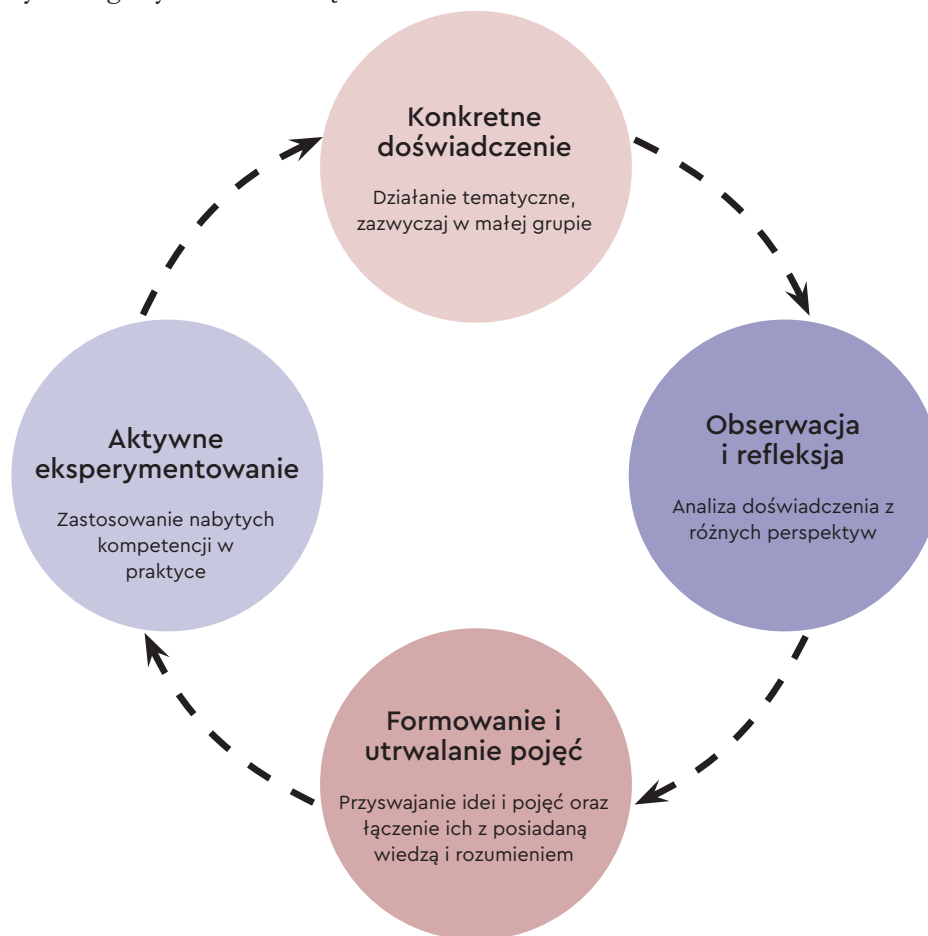 Konkretne
doświadczenie
Działanie tematyczne,
zazwyczaj w małej grupie
Obserwacja
i refleksja
Analiza doświadczenia z
różnych perspektyw
Formowanie i
utrwalanie pojęć
Przyswajanie idei i pojęć oraz
łączenie ich z posiadaną
wiedzą i rozumieniem
Aktywne
eksperymentowanie
Zastosowanie nabytych
kompetencji w
praktyce